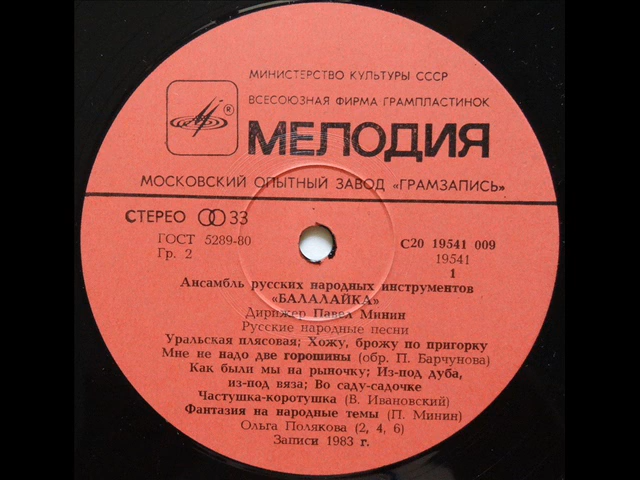 МИНИСТЕРСТВО КУЛЬТУРЫ СССР
®
ВСЕСОЮЗНАЯ ФИРМА ГРАМПЛАСТИНОК
МЕЛОДИЯ
МОСКОВСКИЙ ОПЫТНЫЙ ЗАВОД «ГРАМЗАПИСЬ»
СТЕРЕО 33
ГОСТ 5289-80
Гр. 2
С20 19541 009
19541
1
Ансамбль русских народных инструментов
«БАЛАЛАЙКА»
Дирижер Павел Минин
Русские народные песни
Уральская плясовая; Хожу, брожу по пригорку
Мне не надо две горошины (обр. П. Барчунова)
Как были мы на рыночку; Из-под дуба,
из-под вяза; Во саду-садочке
Частушка-коротушка (В. Ивановский)
Фантазия на народные темы (П. Минин)
Ольга Полякова (2, 4, 6)
Записи 1983 г.